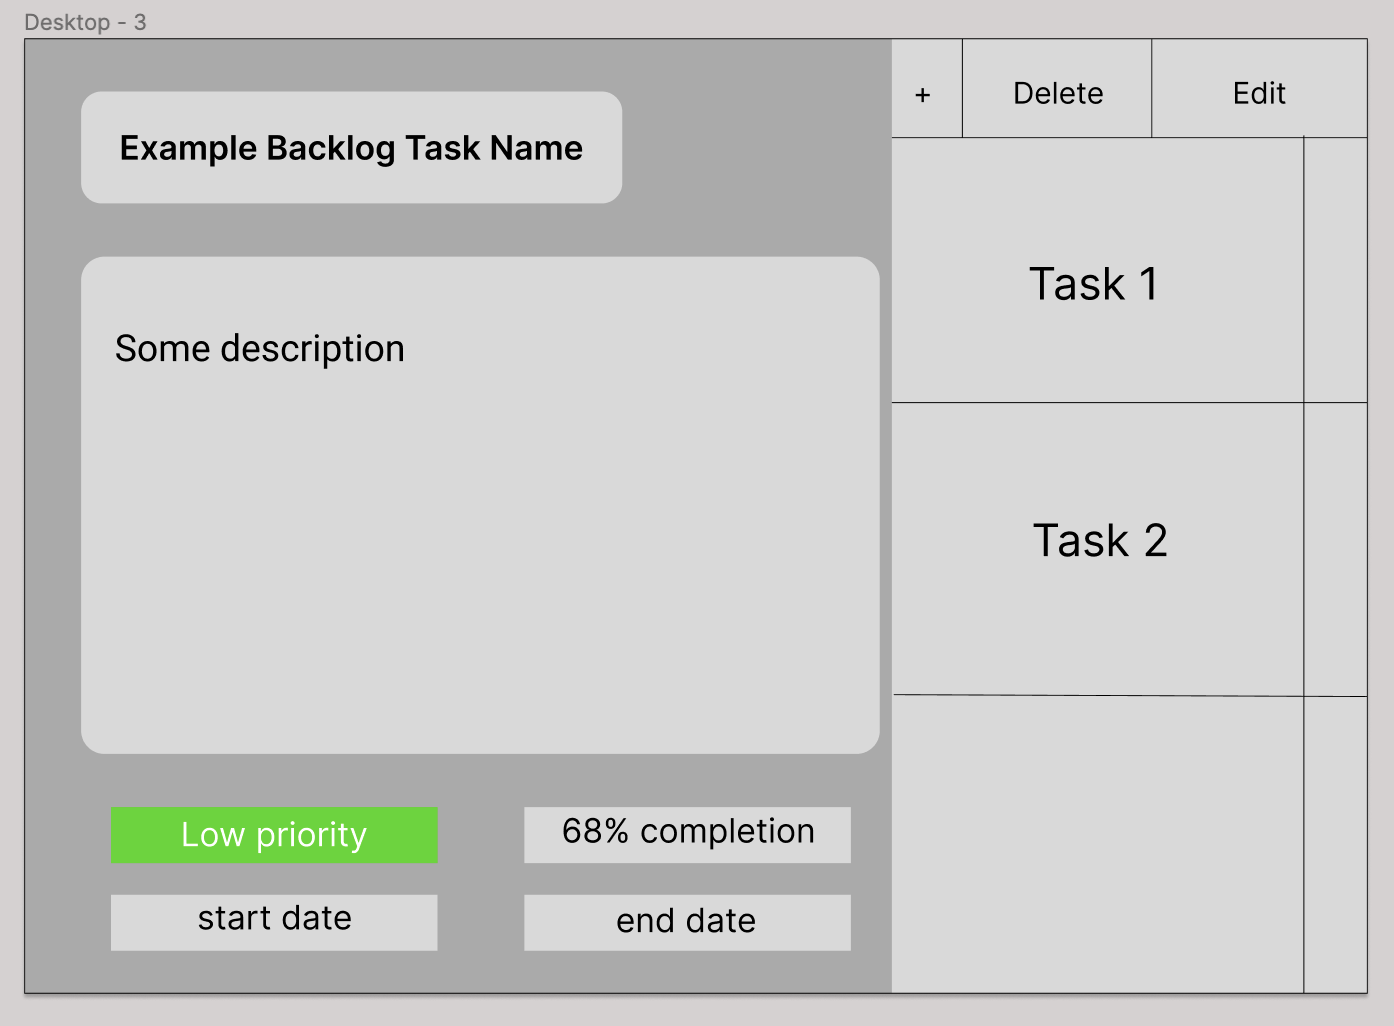 Desktop - 3
Example Backlog Task Name
Some description
Low priority
68% completion
start date
end date
+
Delete
Edit
Task 1
Task 2